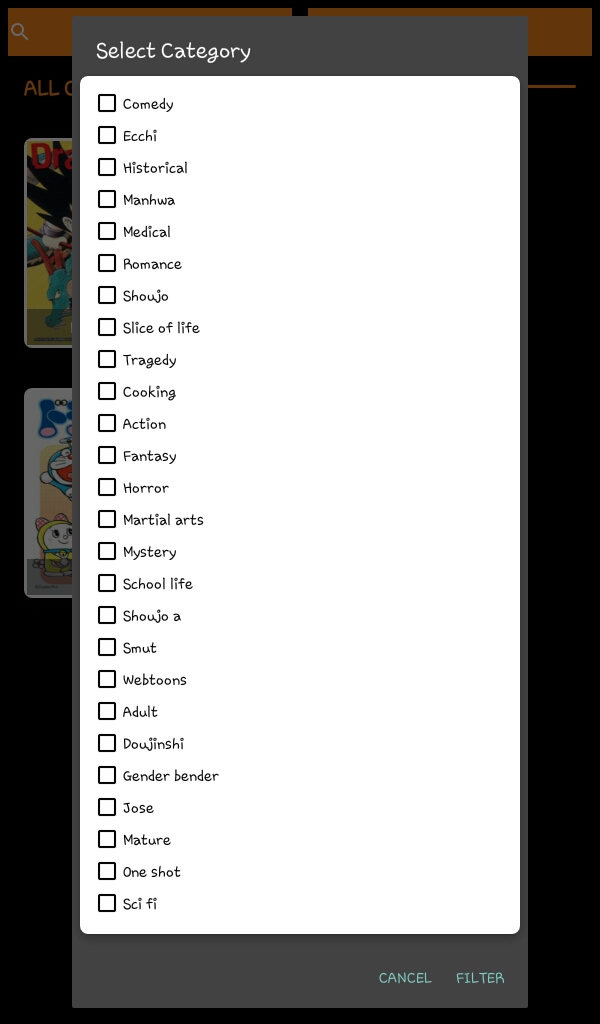 Select Category
ALL
Comedy
Ecchi
Historical
Manhwa
Medical
Romance
Shoujo
Slice of life
Tragedy
Cooking
Action
Fantasy
Horror
Martial arts
Mystery
School life
Shoujo a
Smut
Webtoons
Adult
Doujinshi
Gender bender
Jose
Mature
One shot
Sci fi
CANCEL FILTER